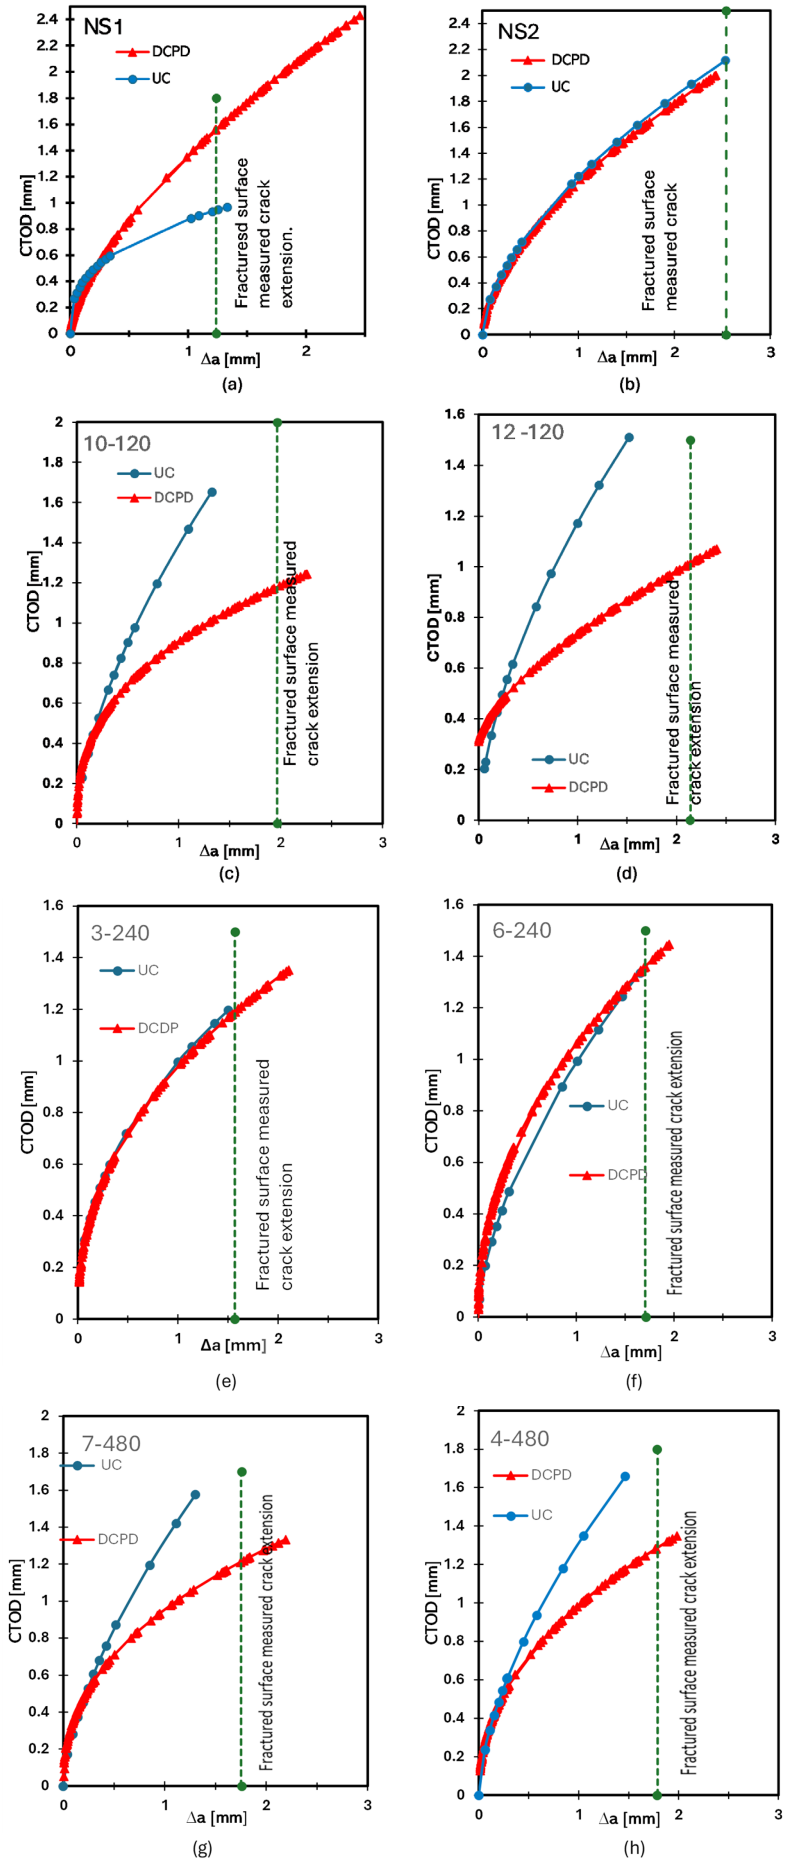 NS1
DCPD
UC
2.4
2.2
2
1.8
1.6
1.4
1.2
1
0.8
0.6
0.4
0.2
0
CTOD [mm]
Fracturesd surface
measured crack
extension.
0 1 2
Δa [mm]
(a)
NS2
DCPD
UC
2.4
2.2
2
1.8
1.6
1.4
1.2
1
0.8
0.6
0.4
0.2
0
CTOD [mm]
Fractured surface
measured crack
0 1 2 3
Δa [mm]
(b)
10-120
UC
DCPD
2
1.8
1.6
1.4
1.2
1
0.8
0.6
0.4
0.2
0
CTOD [mm]
Fractured surface measured
crack extension
0 1 2 3
Δa [mm]
(c)
12 -120
1.6
1.4
1.2
1
0.8
0.6
0.4
0.2
0
CTOD [mm]
UC
DCPD
Fractured surface measured
crack extension
0 1 2 3
Δa [mm]
(d)
3-240
UC
DCDP
1.6
1.4
1.2
1
0.8
0.6
0.4
0.2
0
CTOD [mm]
Fractured surface measured
crack extension
0 1 2 3
Δa [mm]
(e)
6-240
1.6
1.4
1.2
1
0.8
0.6
0.4
0.2
0
CTOD [mm]
UC
DCPD
Fractured surface measured crack extension
0 1 2 3
Δa [mm]
(f)
7-480
UC
DCPD
2
1.8
1.6
1.4
1.2
1
0.8
0.6
0.4
0.2
0
CTOD [mm]
Fractured surface measured crack extension
0 1 2 3
Δa [mm]
(g)
4-480
DCPD
UC
2
1.8
1.6
1.4
1.2
1
0.8
0.6
0.4
0.2
0
CTOD [mm]
Fractured surface measured crack extension
0 1 2 3
Δa [mm]
(h)